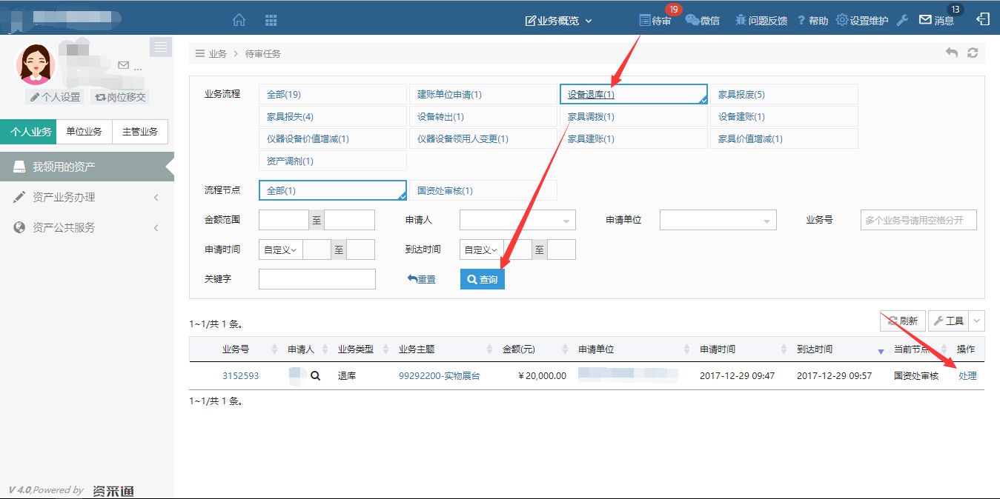 业务概览 待审 19 微信 问题反馈 ? 帮助 设置维护 消息 13
...
个人设置 岗位移交
个人业务 单位业务 主管业务
我领用的资产
资产业务办理
资产公共服务
V 4.0,Powered by 资采通
业务 > 待审任务
业务流程 全部(19) 建账单位申请(1) 设备退库(1) 家具报废(5)
家具报失(4) 设备转出(1) 家具调拨(1) 设备建账(1)
仪器设备价值增减(1) 仪器设备领用人变更(1) 家具建账(1) 家具价值增减(1)
资产调剂(1)
流程节点 全部(1) 国资处审核(1)
金额范围 至 申请人 申请单位 业务号 多个业务号请用空格分开
申请时间 自定义 至 到达时间 自定义 至
关键字 重置 查询
1~1/共 1 条。 刷新 工具
业务号 申请人 业务类型 业务主题 金额(元) 申请单位 申请时间 到达时间 当前节点 操作
3152593 退库 99292200-实物展台 ¥20,000.00 2017-12-29 09:47 2017-12-29 09:57 国资处审核 处理
1~1/共 1 条。